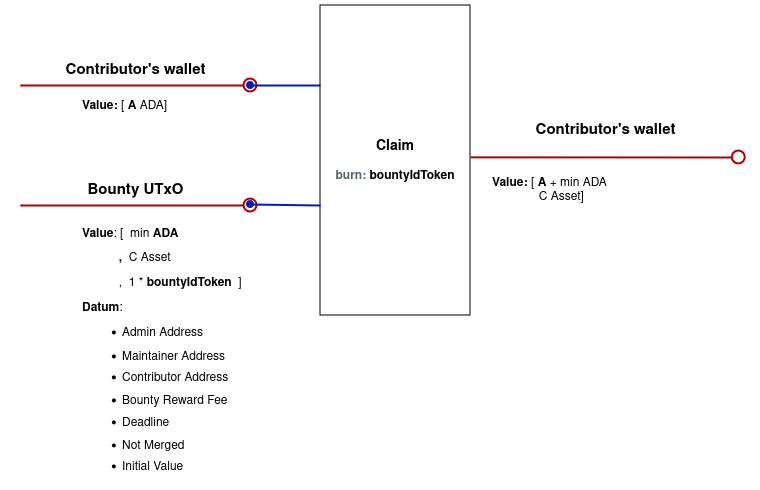 Contributor's wallet
Value: [ A ADA]
Bounty UTxO
Value: [ min ADA
, C Asset
, 1 * bountyIdToken ]
Datum:
• Admin Address
• Maintainer Address
• Contributor Address
• Bounty Reward Fee
• Deadline
• Not Merged
• Initial Value
Claim
burn: bountyIdToken
Contributor's wallet
Value: [ A + min ADA
C Asset]